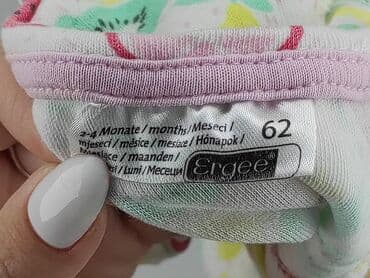 2-4 Monate / months / Meseci /
mjeseci / měsíce / mesiace / Hónapok /
maanden /
Luni / Месеци
62
Ergee®